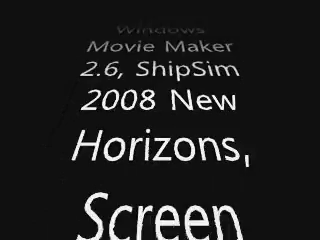 Windows
Movie Maker
2.6, ShipSim
2008 New
Horizons,
Screen